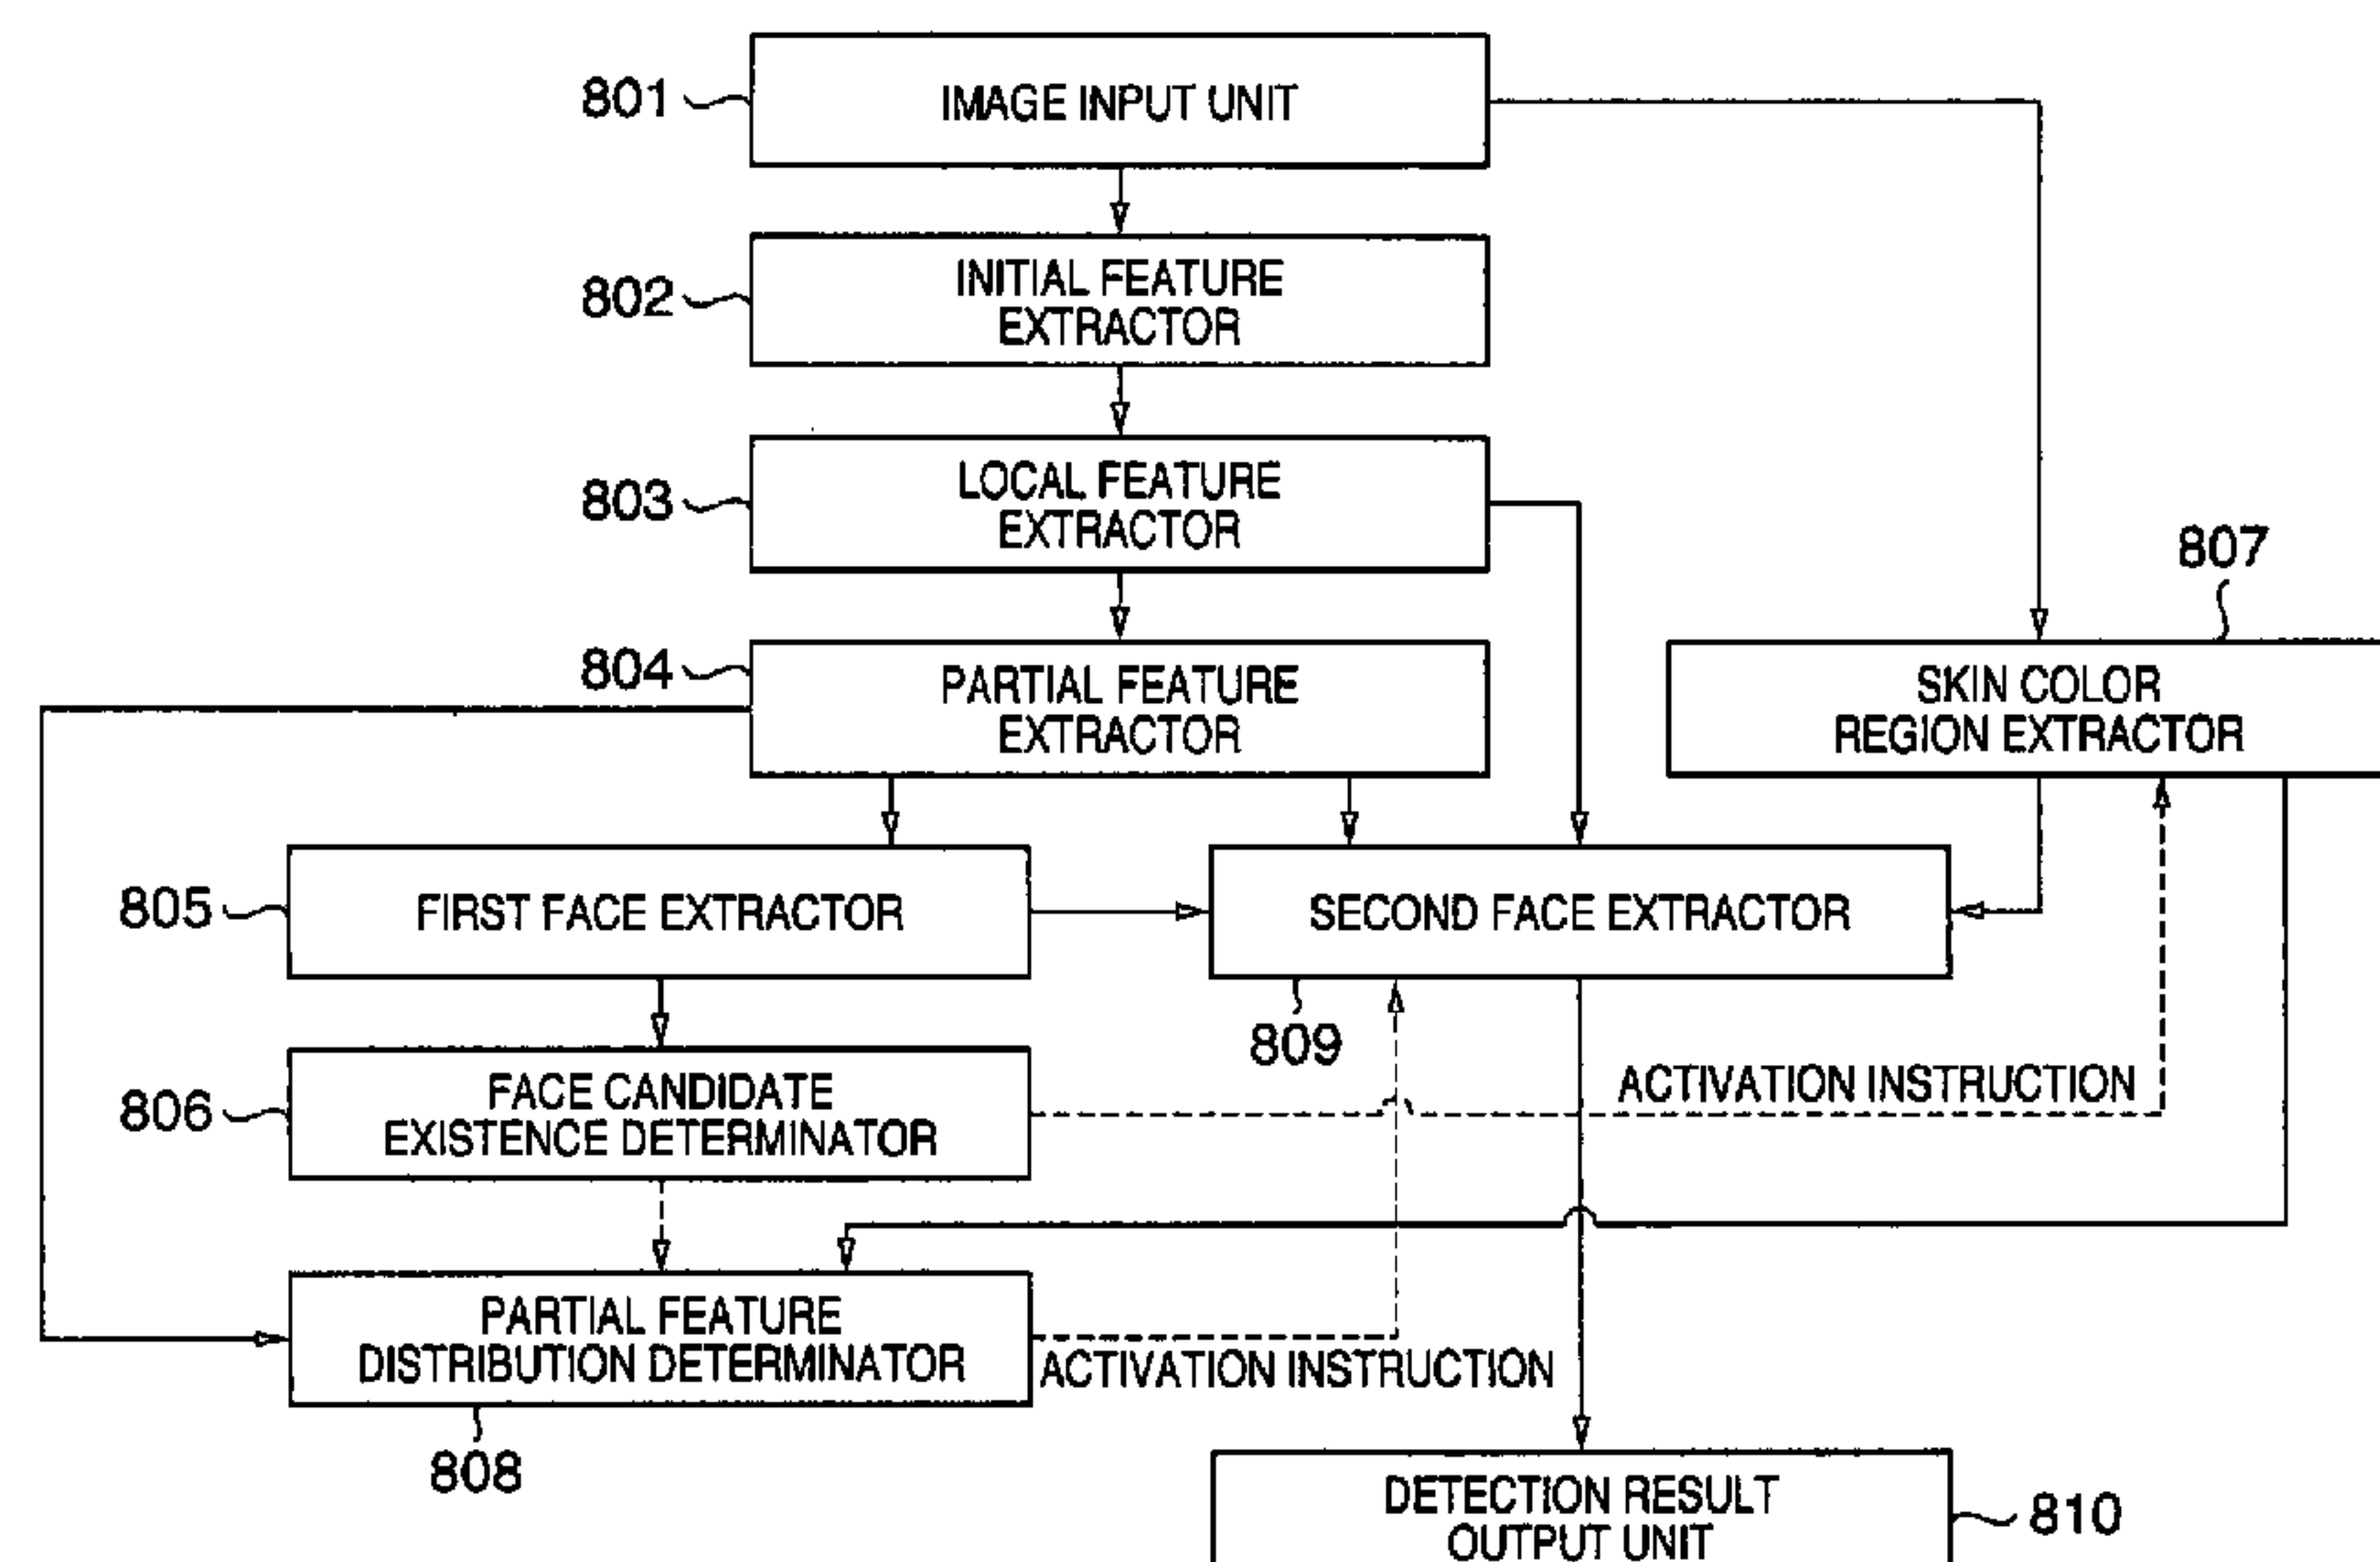 801
IMAGE INPUT UNIT
802
INITIAL FEATURE
EXTRACTOR
803
LOCAL FEATURE
EXTRACTOR
807
804
PARTIAL FEATURE
EXTRACTOR
SKIN COLOR
REGION EXTRACTOR
805
FIRST FACE EXTRACTOR
SECOND FACE EXTRACTOR
809
806
FACE CANDIDATE
EXISTENCE DETERMINATOR
ACTIVATION INSTRUCTION
PARTIAL FEATURE
DISTRIBUTION DETERMINATOR
ACTIVATION INSTRUCTION
808
DETECTION RESULT
OUTPUT UNIT
810